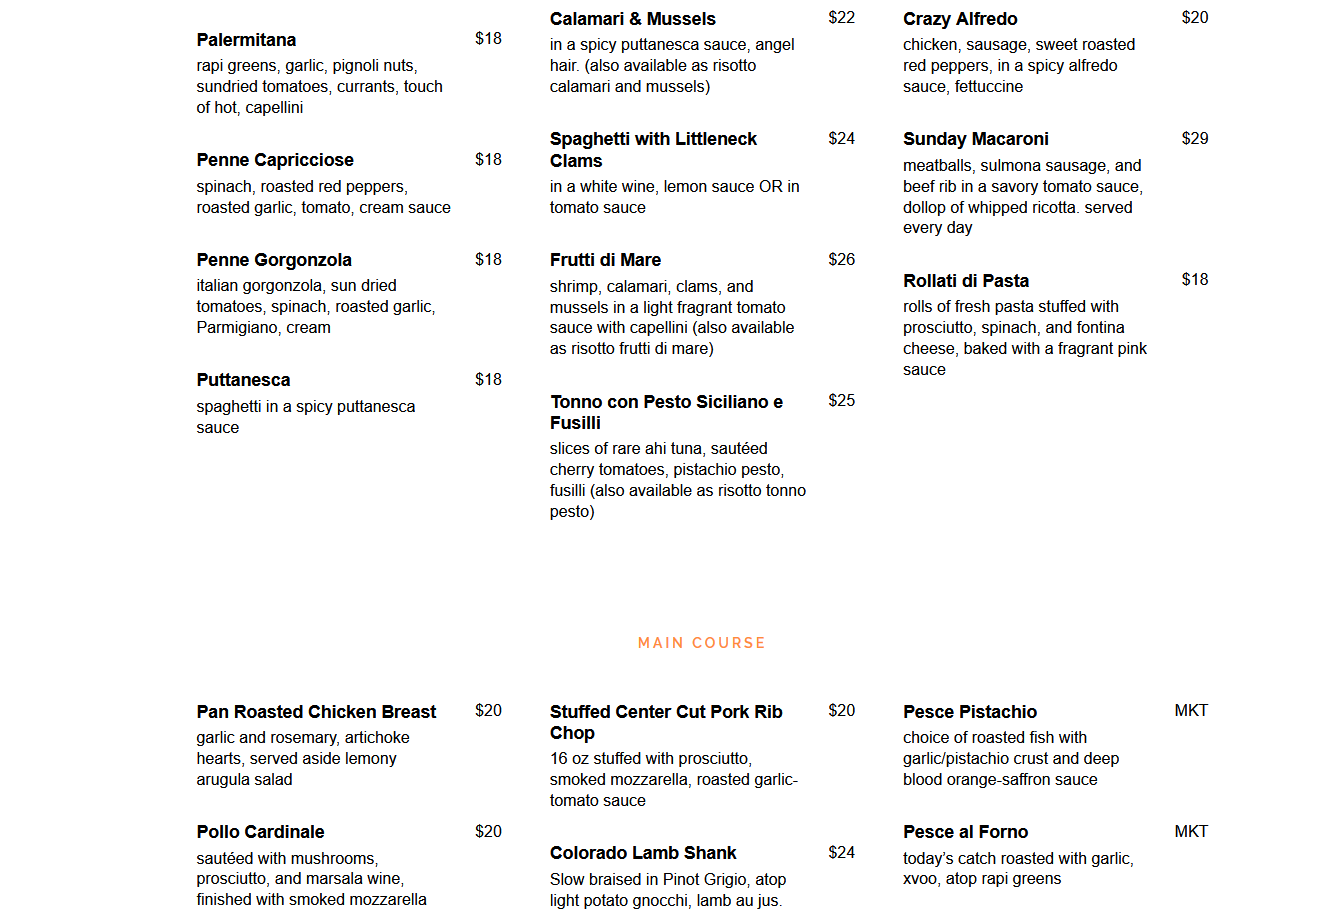 Palermitana $18
rapi greens, garlic, pignoli nuts,
sundried tomatoes, currants, touch
of hot, capellini
Penne Capricciose $18
spinach, roasted red peppers,
roasted garlic, tomato, cream sauce
Penne Gorgonzola $18
italian gorgonzola, sun dried
tomatoes, spinach, roasted garlic,
Parmigiano, cream
Puttanesca $18
spaghetti in a spicy puttanesca
sauce
Calamari & Mussels $22
in a spicy puttanesca sauce, angel
hair. (also available as risotto
calamari and mussels)
Spaghetti with Littleneck $24
Clams
in a white wine, lemon sauce OR in
tomato sauce
Frutti di Mare $26
shrimp, calamari, clams, and
mussels in a light fragrant tomato
sauce with capellini (also available
as risotto frutti di mare)
Tonno con Pesto Siciliano e $25
Fusilli
slices of rare ahi tuna, sautéed
cherry tomatoes, pistachio pesto,
fusilli (also available as risotto tonno
pesto)
Crazy Alfredo $20
chicken, sausage, sweet roasted
red peppers, in a spicy alfredo
sauce, fettuccine
Sunday Macaroni $29
meatballs, sulmona sausage, and
beef rib in a savory tomato sauce,
dollop of whipped ricotta. served
every day
Rollati di Pasta $18
rolls of fresh pasta stuffed with
prosciutto, spinach, and fontina
cheese, baked with a fragrant pink
sauce
MAIN COURSE
Pan Roasted Chicken Breast $20
garlic and rosemary, artichoke
hearts, served aside lemony
arugula salad
Pollo Cardinale $20
sautéed with mushrooms,
prosciutto, and marsala wine,
finished with smoked mozzarella
Stuffed Center Cut Pork Rib $20
Chop
16 oz stuffed with prosciutto,
smoked mozzarella, roasted garlic-
tomato sauce
Colorado Lamb Shank $24
Slow braised in Pinot Grigio, atop
light potato gnocchi, lamb au jus.
Pesce Pistachio MKT
choice of roasted fish with
garlic/pistachio crust and deep
blood orange-saffron sauce
Pesce al Forno MKT
today’s catch roasted with garlic,
xvoo, atop rapi greens